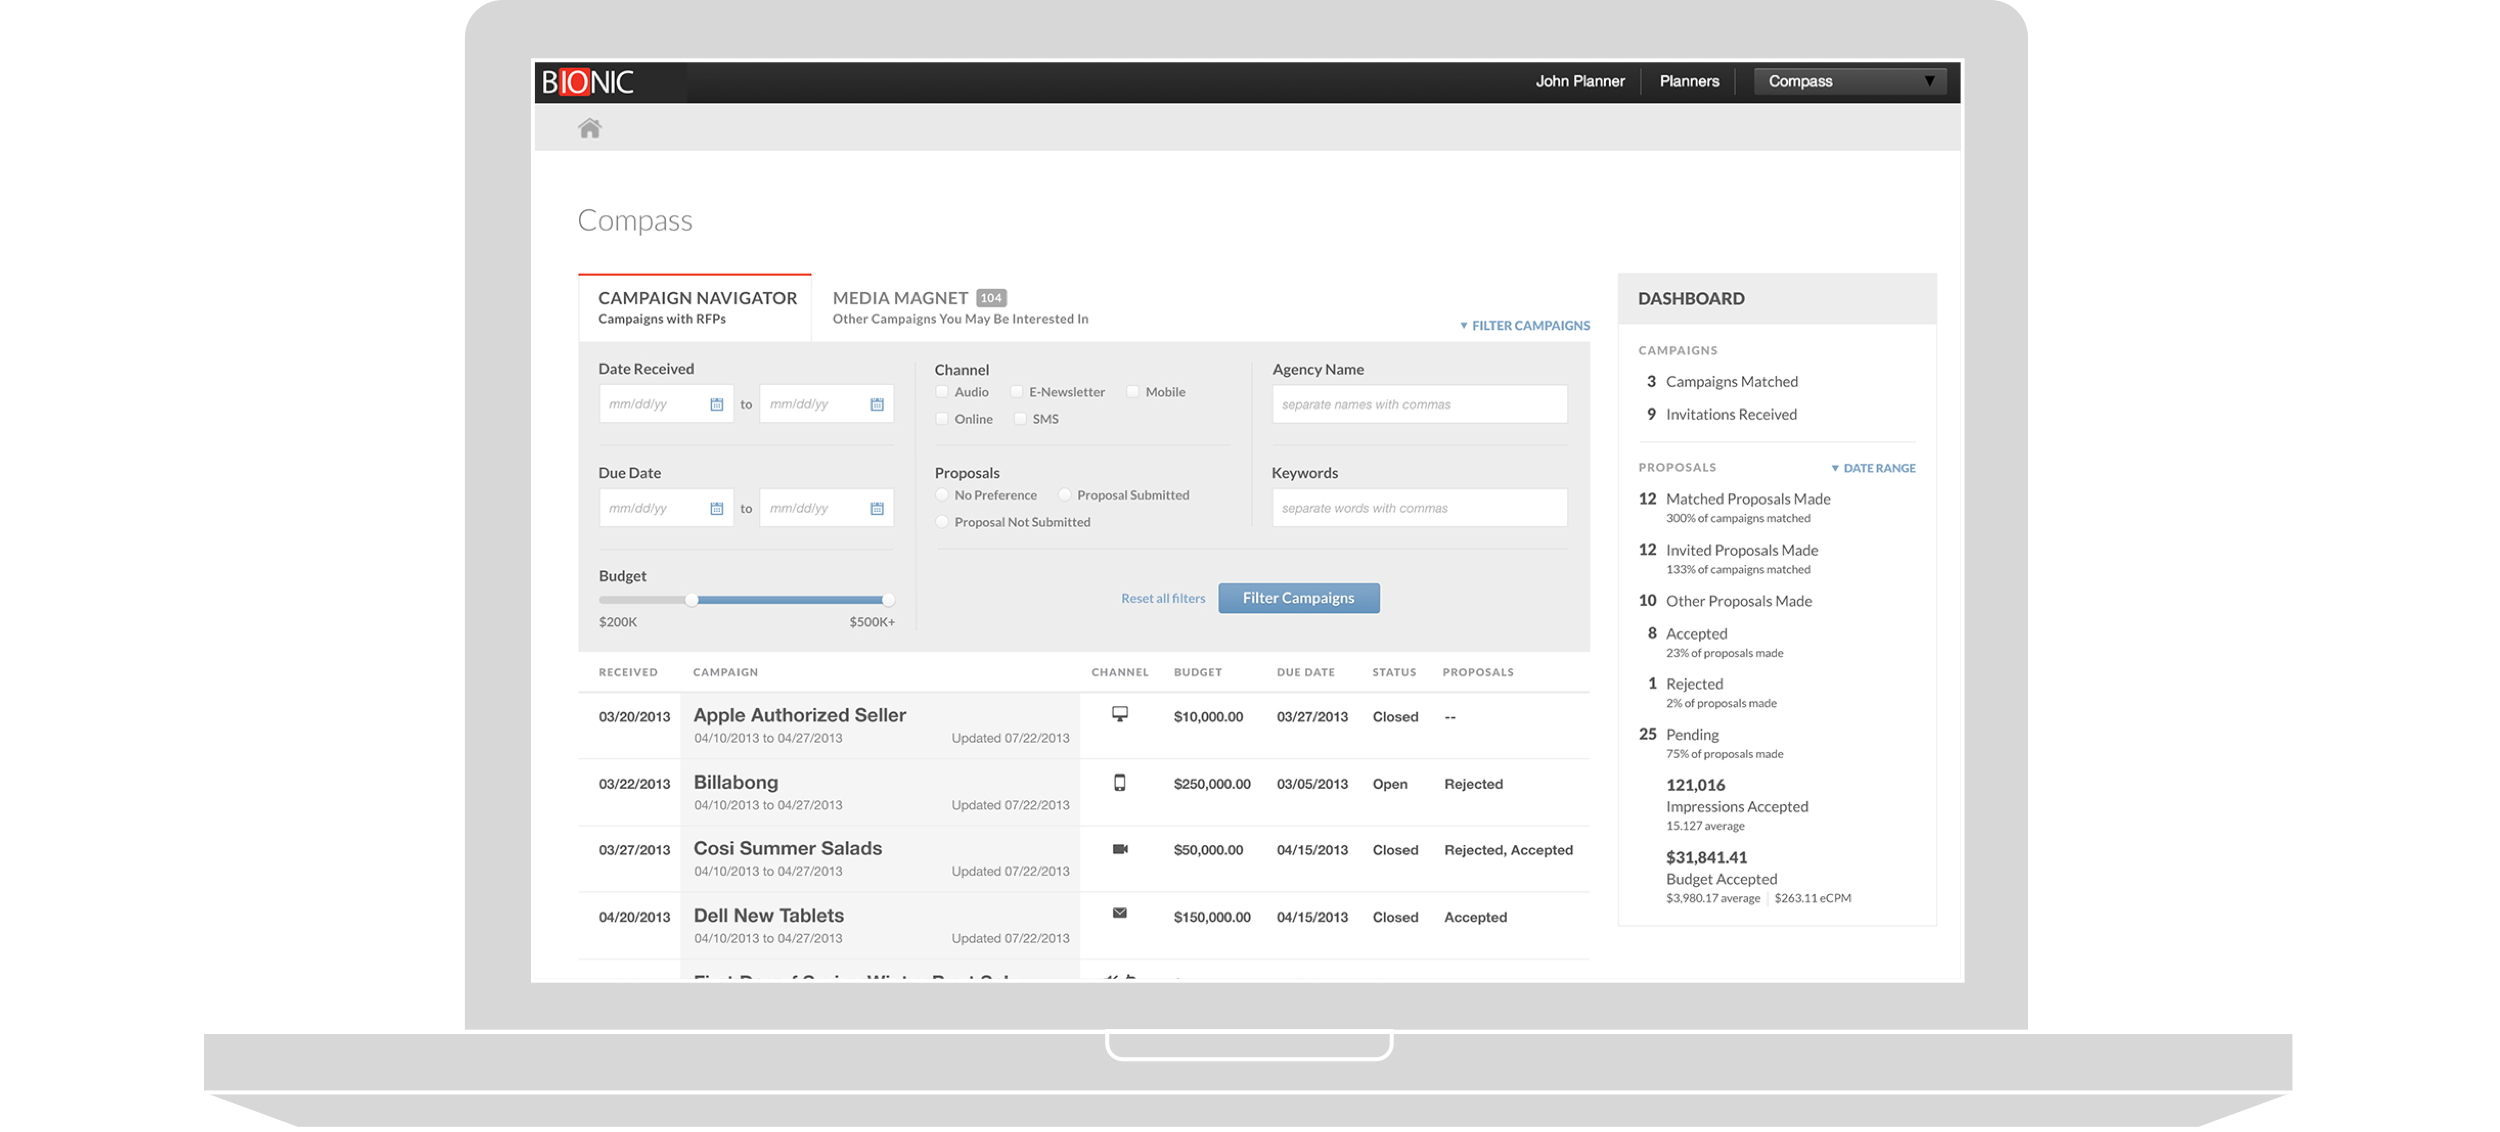 BIONIC
John Planner
Planners
Compass ▼
Compass
CAMPAIGN NAVIGATOR
Campaigns with RFPs
MEDIA MAGNET 104
Other Campaigns You May Be Interested In
▼ FILTER CAMPAIGNS
Date Received
mm/dd/yy to mm/dd/yy
Due Date
mm/dd/yy to mm/dd/yy
Budget
$200K $500K+
Channel
Audio E-Newsletter Mobile
Online SMS
Proposals
No Preference Proposal Submitted
Proposal Not Submitted
Agency Name
separate names with commas
Keywords
separate words with commas
Reset all filters Filter Campaigns
RECEIVED CAMPAIGN CHANNEL BUDGET DUE DATE STATUS PROPOSALS
03/20/2013 Apple Authorized Seller $10,000.00 03/27/2013 Closed --
04/10/2013 to 04/27/2013 Updated 07/22/2013
03/22/2013 Billabong $250,000.00 03/05/2013 Open Rejected
04/10/2013 to 04/27/2013 Updated 07/22/2013
03/27/2013 Cosi Summer Salads $50,000.00 04/15/2013 Closed Rejected, Accepted
04/10/2013 to 04/27/2013 Updated 07/22/2013
04/20/2013 Dell New Tablets $150,000.00 04/15/2013 Closed Accepted
04/10/2013 to 04/27/2013 Updated 07/22/2013
DASHBOARD
CAMPAIGNS
3 Campaigns Matched
9 Invitations Received
PROPOSALS ▼ DATE RANGE
12 Matched Proposals Made
300% of campaigns matched
12 Invited Proposals Made
133% of campaigns matched
10 Other Proposals Made
8 Accepted
23% of proposals made
1 Rejected
2% of proposals made
25 Pending
75% of proposals made
121,016
Impressions Accepted
15.127 average
$31,841.41
Budget Accepted
$3,980.17 average $263.11 eCPM